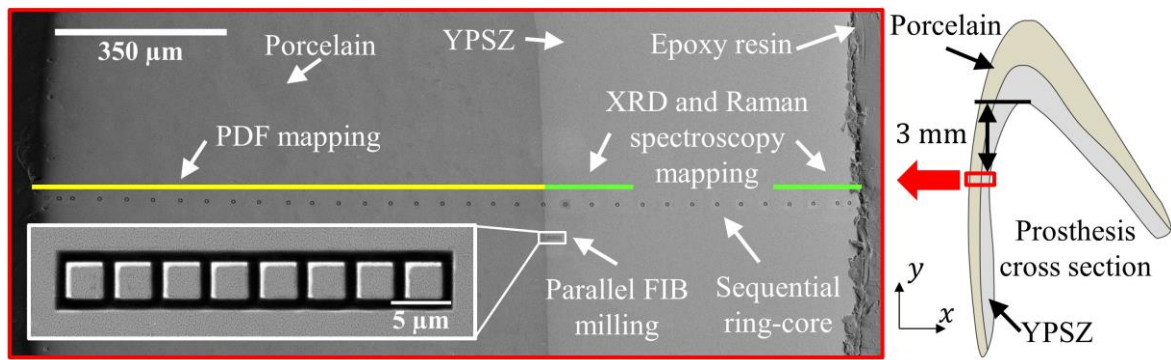 350 µm
Porcelain
YPSZ
Epoxy resin
PDF mapping
XRD and Raman
spectroscopy
mapping
Parallel FIB
milling
Sequential
ring-core
5 µm
Porcelain
3 mm
Prosthesis
cross section
y
x
YPSZ